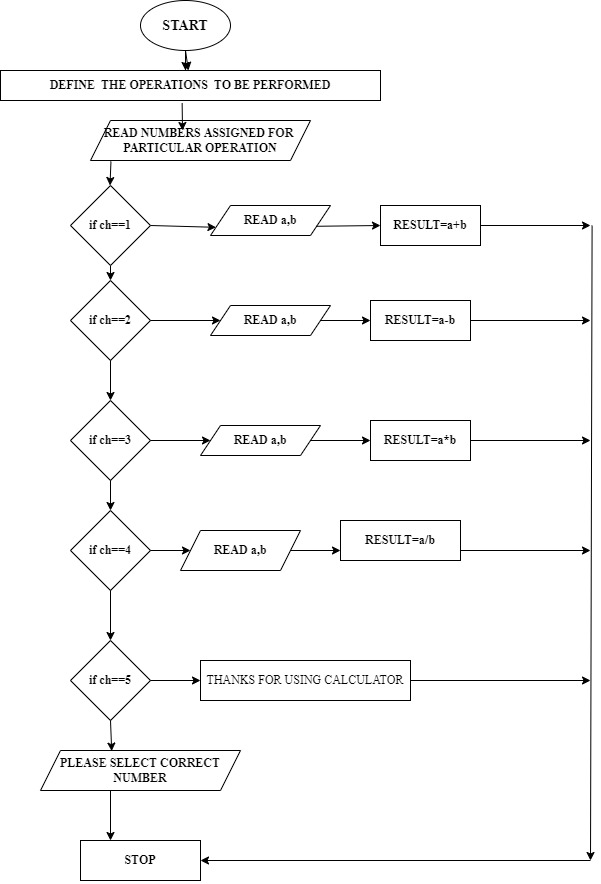 START
DEFINE THE OPERATIONS TO BE PERFORMED
READ NUMBERS ASSIGNED FOR
PARTICULAR OPERATION
if ch==1
READ a,b
RESULT=a+b
if ch==2
READ a,b
RESULT=a-b
if ch==3
READ a,b
RESULT=a*b
if ch==4
READ a,b
RESULT=a/b
if ch==5
THANKS FOR USING CALCULATOR
PLEASE SELECT CORRECT
NUMBER
STOP